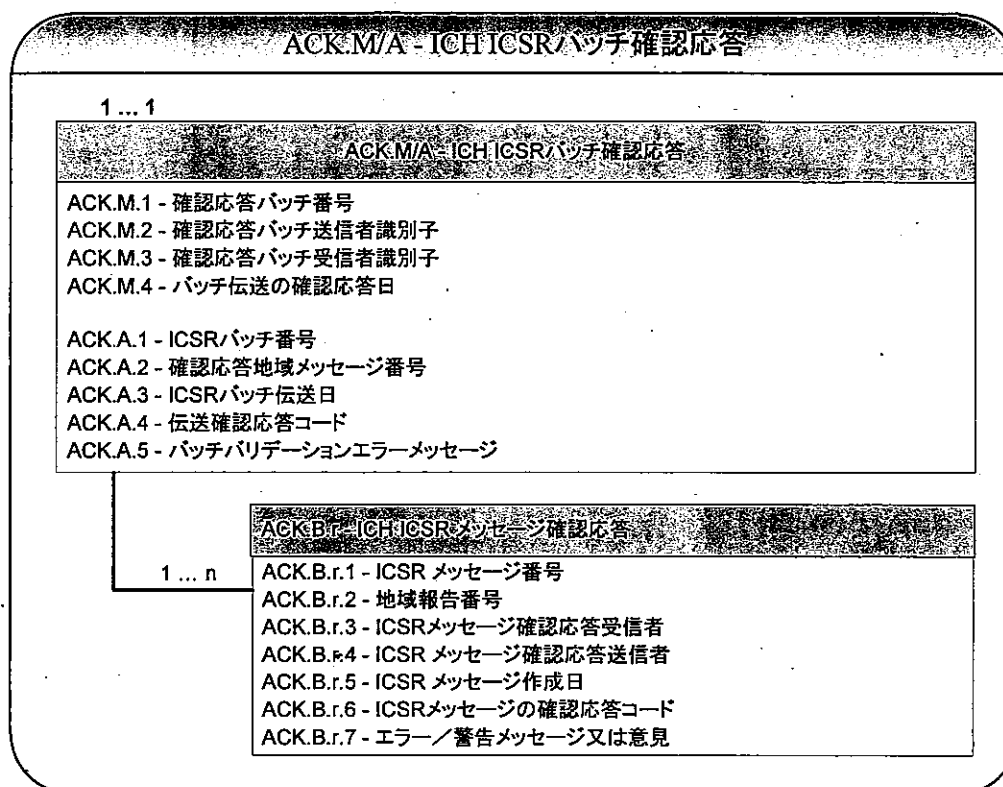 ACK.M/A - ICH ICSRバッチ確認応答
1 ... 1
ACK.M/A - ICH ICSRバッチ確認応答
ACK.M.1 - 確認応答バッチ番号
ACK.M.2 - 確認応答バッチ送信者識別子
ACK.M.3 - 確認応答バッチ受信者識別子
ACK.M.4 - バッチ伝送の確認応答日
ACK.A.1 - ICSRバッチ番号
ACK.A.2 - 確認応答地域メッセージ番号
ACK.A.3 - ICSRバッチ伝送日
ACK.A.4 - 伝送確認応答コード
ACK.A.5 - バッチバリデーションエラーメッセージ
ACK.B.r - ICH ICSR メッセージ確認応答
1 ... n
ACK.B.r.1 - ICSR メッセージ番号
ACK.B.r.2 - 地域報告番号
ACK.B.r.3 - ICSRメッセージ確認応答受信者
ACK.B.r.4 - ICSR メッセージ確認応答送信者
ACK.B.r.5 - ICSR メッセージ作成日
ACK.B.r.6 - ICSRメッセージの確認応答コード
ACK.B.r.7 - エラー／警告メッセージ又は意見